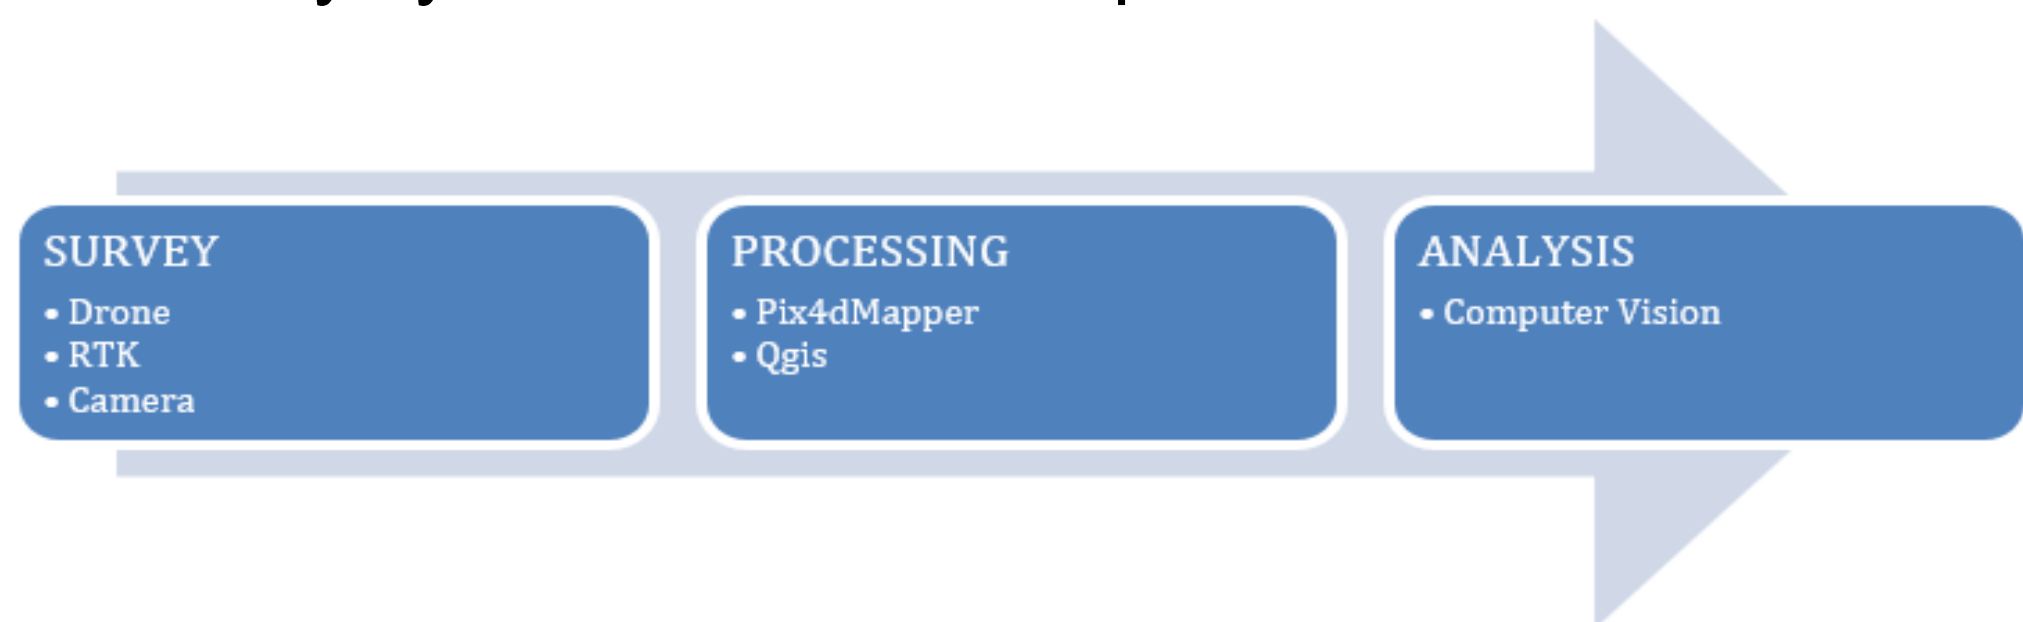 SURVEY
• Drone
• RTK
• Camera
PROCESSING
• Pix4dMapper
• Qgis
ANALYSIS
• Computer Vision